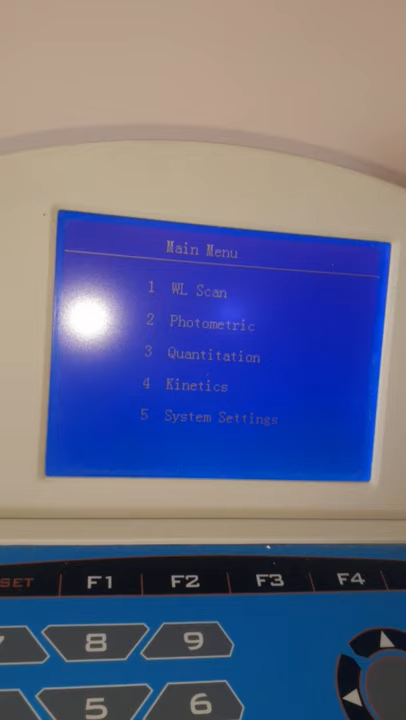 Main Menu
1 WL Scan
2 Photometric
3 Quantitation
4 Kinetics
5 System Settings
SET F1 F2 F3 F4
8 9
5 6